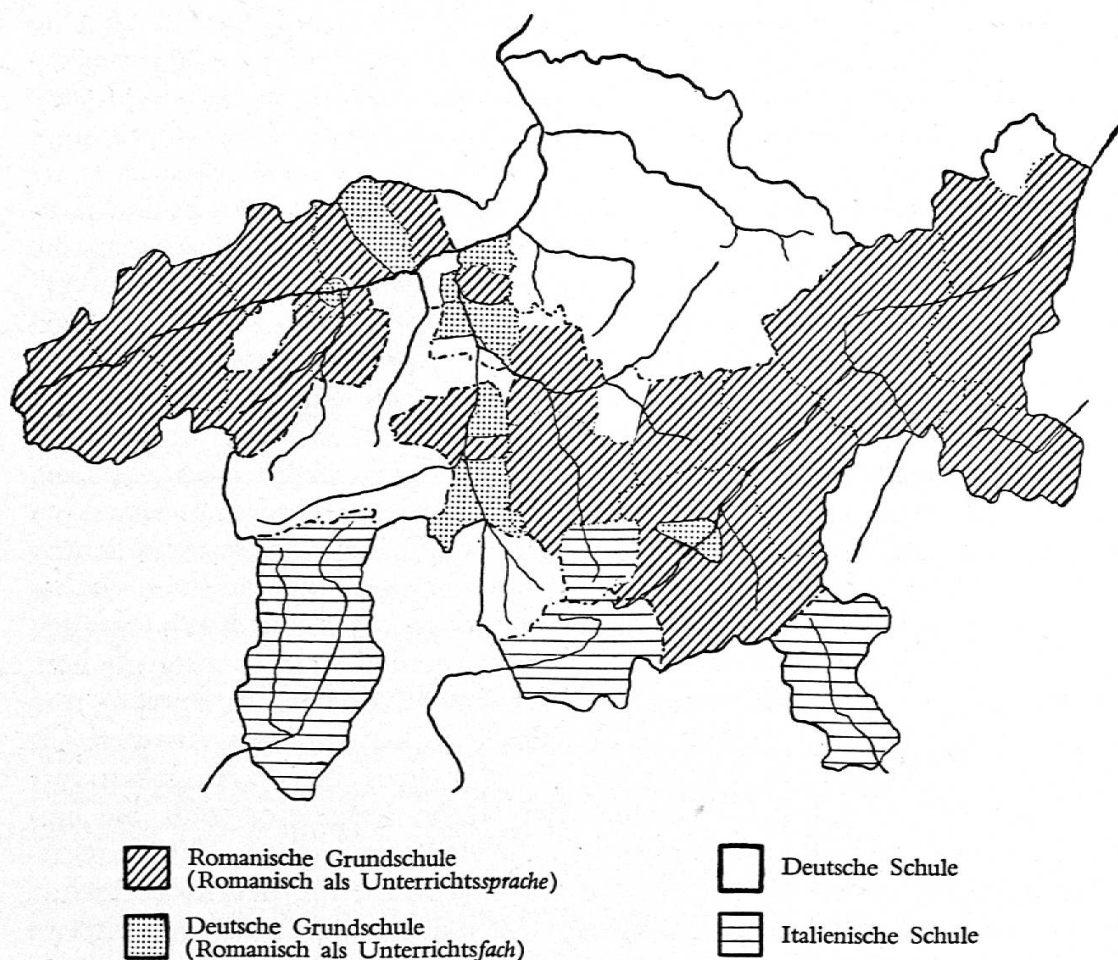 Romanische Grundschule
(Romanisch als Unterrichtssprache)
Deutsche Grundschule
(Romanisch als Unterrichtsfach)
Deutsche Schule
Italienische Schule